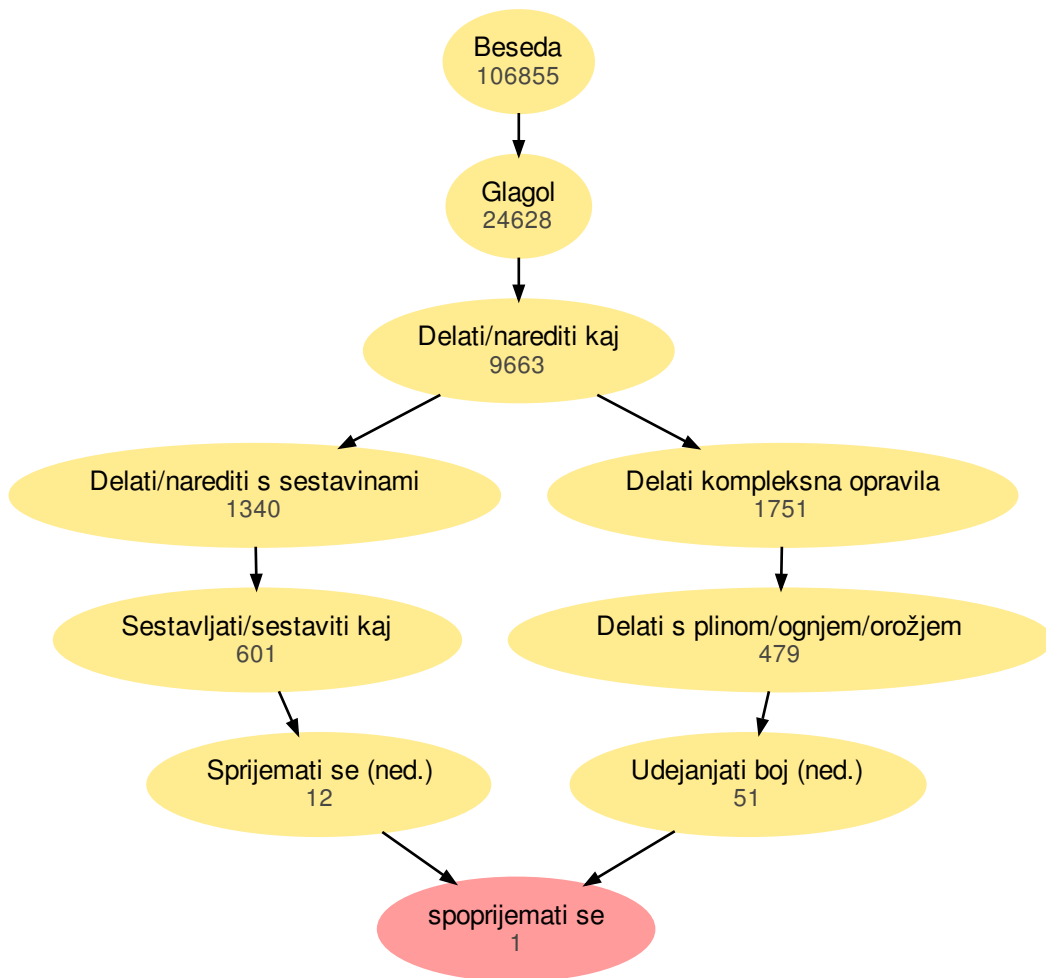 Beseda
106855
Glagol
24628
Delati/narediti kaj
9663
Delati/narediti s sestavinami
1340
Delati kompleksna opravila
1751
Sestavljati/sestaviti kaj
601
Delati s plinom/ognjem/orožjem
479
Sprijemati se (ned.)
12
Udejanjati boj (ned.)
51
spoprijemati se
1